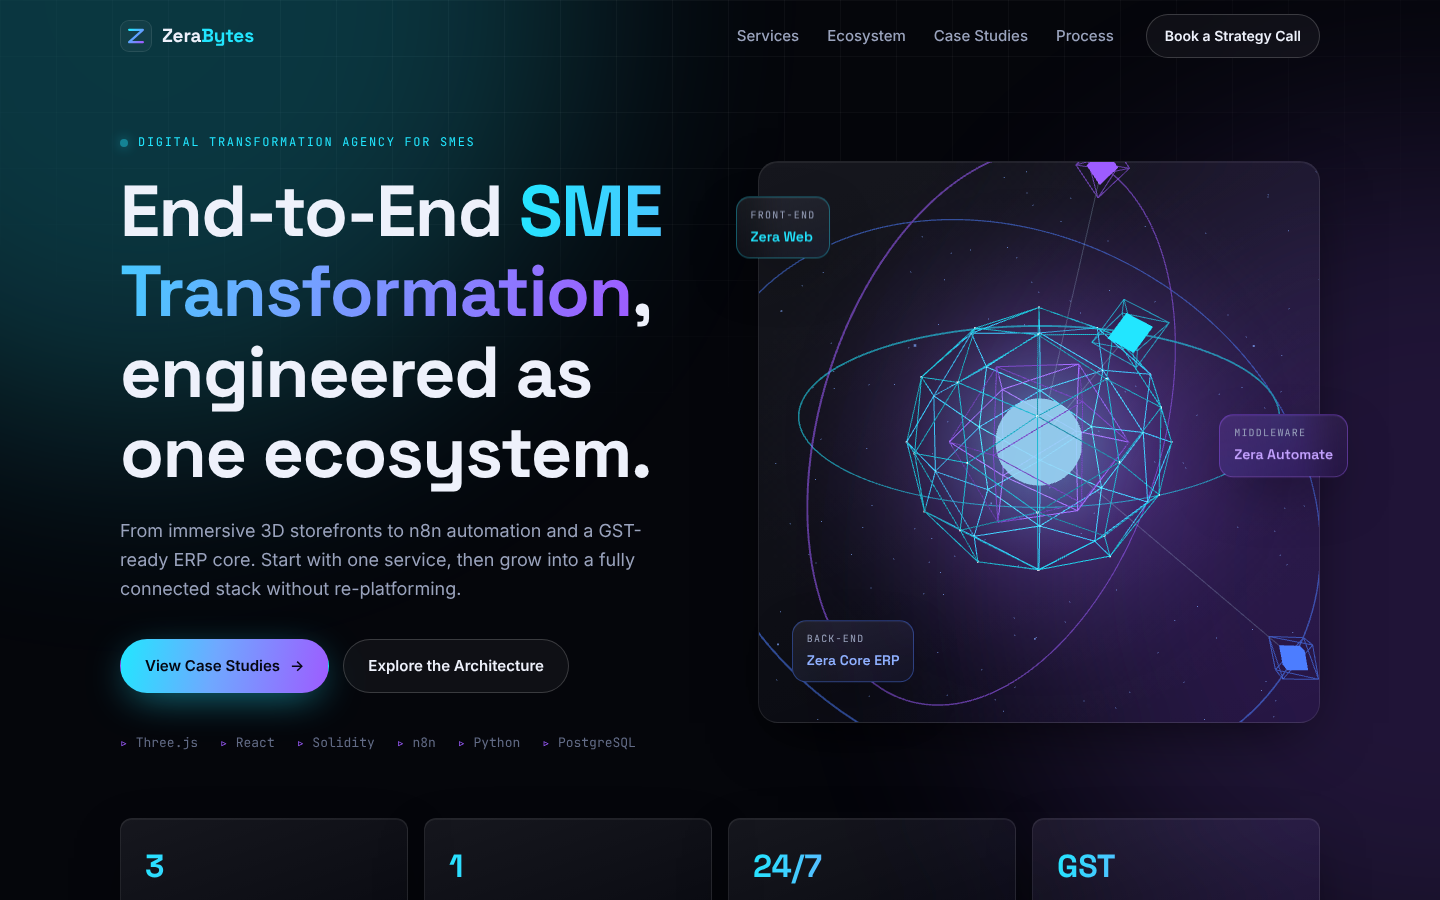 ZeraBytes
Services
Ecosystem
Case Studies
Process
Book a Strategy Call
DIGITAL TRANSFORMATION AGENCY FOR SMES
End-to-End SME
Transformation,
engineered as
one ecosystem.
From immersive 3D storefronts to n8n automation and a GST-
ready ERP core. Start with one service, then grow into a fully
connected stack without re-platforming.
View Case Studies →
Explore the Architecture
▹ Three.js
▹ React
▹ Solidity
▹ n8n
▹ Python
▹ PostgreSQL
FRONT-END
Zera Web
MIDDLEWARE
Zera Automate
BACK-END
Zera Core ERP
3
1
24/7
GST